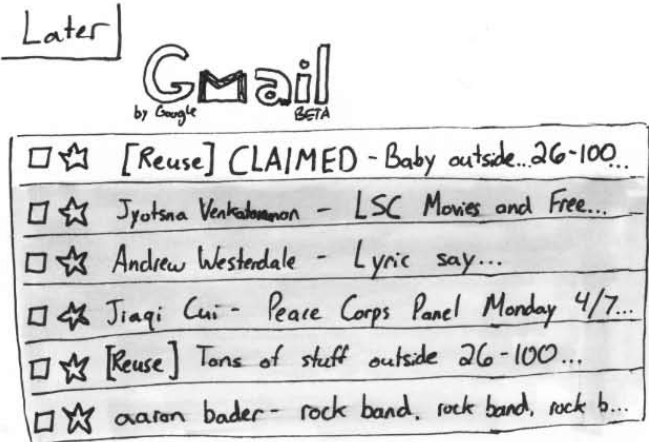 Later
Gmail
by Google BETA
[Reuse] CLAIMED - Baby outside...26-100...
Jyotsna Venkataraman - LSC Movies and Free...
Andrew Westerdale - Lyric say...
Jiaqi Cui - Peace Corps Panel Monday 4/7...
[Reuse] Tons of stuff outside 26-100...
aaron bader - rock band, rock band, rock b...